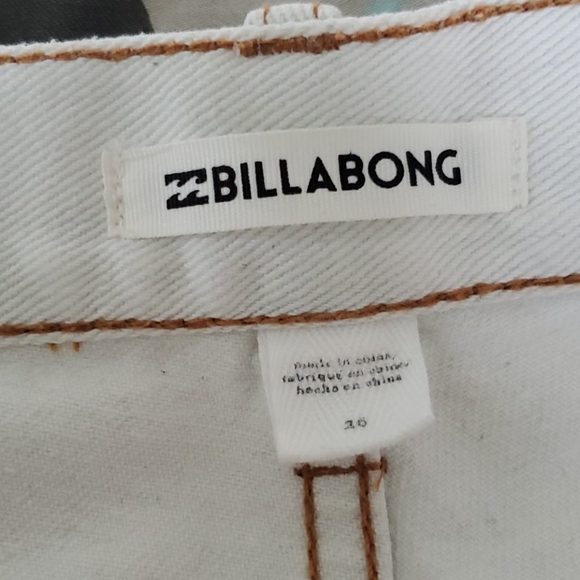 BILLABONG
made in china,
fabriqué en chine,
hecho en china
26